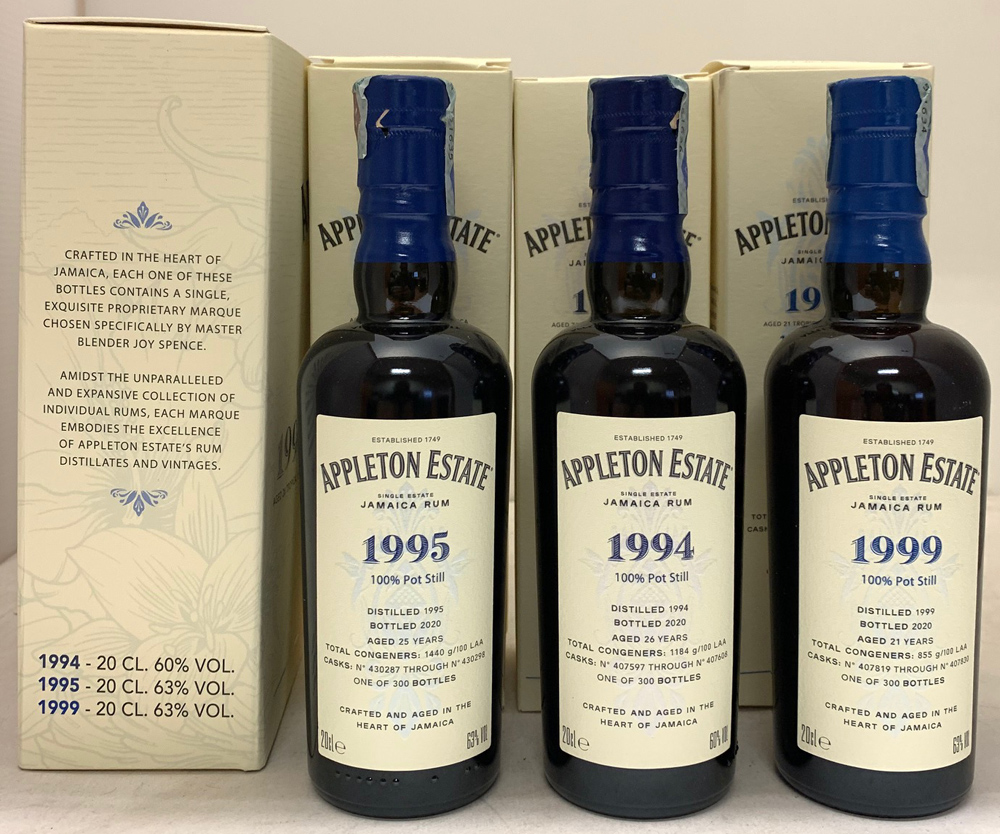 CRAFTED IN THE HEART OF
JAMAICA, EACH ONE OF THESE
BOTTLES CONTAINS A SINGLE,
EXQUISITE PROPRIETARY MARQUE
CHOSEN SPECIFICALLY BY MASTER
BLENDER JOY SPENCE.
AMIDST THE UNPARALLELED
AND EXPANSIVE COLLECTION OF
INDIVIDUAL RUMS, EACH MARQUE
EMBODIES THE EXCELLENCE
OF APPLETON ESTATE'S RUM
DISTILLATES AND VINTAGES.
1994 - 20 CL. 60% VOL.
1995 - 20 CL. 63% VOL.
1999 - 20 CL. 63% VOL.
ESTABLISHED 1749
APPLETON ESTATE®
SINGLE ESTATE
JAMAICA RUM
1995
100% Pot Still
DISTILLED 1995
BOTTLED 2020
AGED 25 YEARS
TOTAL CONGENERS: 1440 g/100 LAA
CASKS: N° 430287 THROUGH N° 430298
ONE OF 300 BOTTLES
CRAFTED AND AGED IN THE
HEART OF JAMAICA
20cl e 63% VOL
ESTABLISHED 1749
APPLETON ESTATE®
SINGLE ESTATE
JAMAICA RUM
1994
100% Pot Still
DISTILLED 1994
BOTTLED 2020
AGED 26 YEARS
TOTAL CONGENERS: 1184 g/100 LAA
CASKS: N° 407597 THROUGH N° 407608
ONE OF 300 BOTTLES
CRAFTED AND AGED IN THE
HEART OF JAMAICA
20cl e 60% VOL
ESTABLISHED 1749
APPLETON ESTATE®
SINGLE ESTATE
JAMAICA RUM
1999
100% Pot Still
DISTILLED 1999
BOTTLED 2020
AGED 21 YEARS
TOTAL CONGENERS: 855 g/100 LAA
CASKS: N° 407819 THROUGH N° 407830
ONE OF 300 BOTTLES
CRAFTED AND AGED IN THE
HEART OF JAMAICA
20cl e 63% VOL